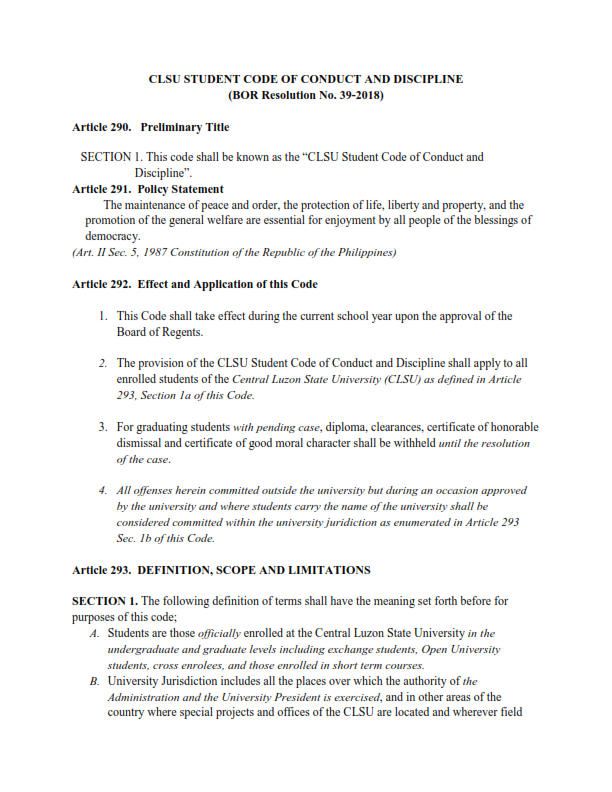 CLSU STUDENT CODE OF CONDUCT AND DISCIPLINE
(BOR Resolution No. 39-2018)
Article 290. Preliminary Title
SECTION 1. This code shall be known as the “CLSU Student Code of Conduct and
Discipline”.
Article 291. Policy Statement
The maintenance of peace and order, the protection of life, liberty and property, and the
promotion of the general welfare are essential for enjoyment by all people of the blessings of
democracy.
(Art. II Sec. 5, 1987 Constitution of the Republic of the Philippines)
Article 292. Effect and Application of this Code
1. This Code shall take effect during the current school year upon the approval of the
Board of Regents.
2. The provision of the CLSU Student Code of Conduct and Discipline shall apply to all
enrolled students of the Central Luzon State University (CLSU) as defined in Article
293, Section 1a of this Code.
3. For graduating students with pending case, diploma, clearances, certificate of honorable
dismissal and certificate of good moral character shall be withheld until the resolution
of the case.
4. All offenses herein committed outside the university but during an occasion approved
by the university and where students carry the name of the university shall be
considered committed within the university juridiction as enumerated in Article 293
Sec. 1b of this Code.
Article 293. DEFINITION, SCOPE AND LIMITATIONS
SECTION 1. The following definition of terms shall have the meaning set forth before for
purposes of this code;
A. Students are those officially enrolled at the Central Luzon State University in the
undergraduate and graduate levels including exchange students, Open University
students, cross enrolees, and those enrolled in short term courses.
B. University Jurisdiction includes all the places over which the authority of the
Administration and the University President is exercised, and in other areas of the
country where special projects and offices of the CLSU are located and wherever field